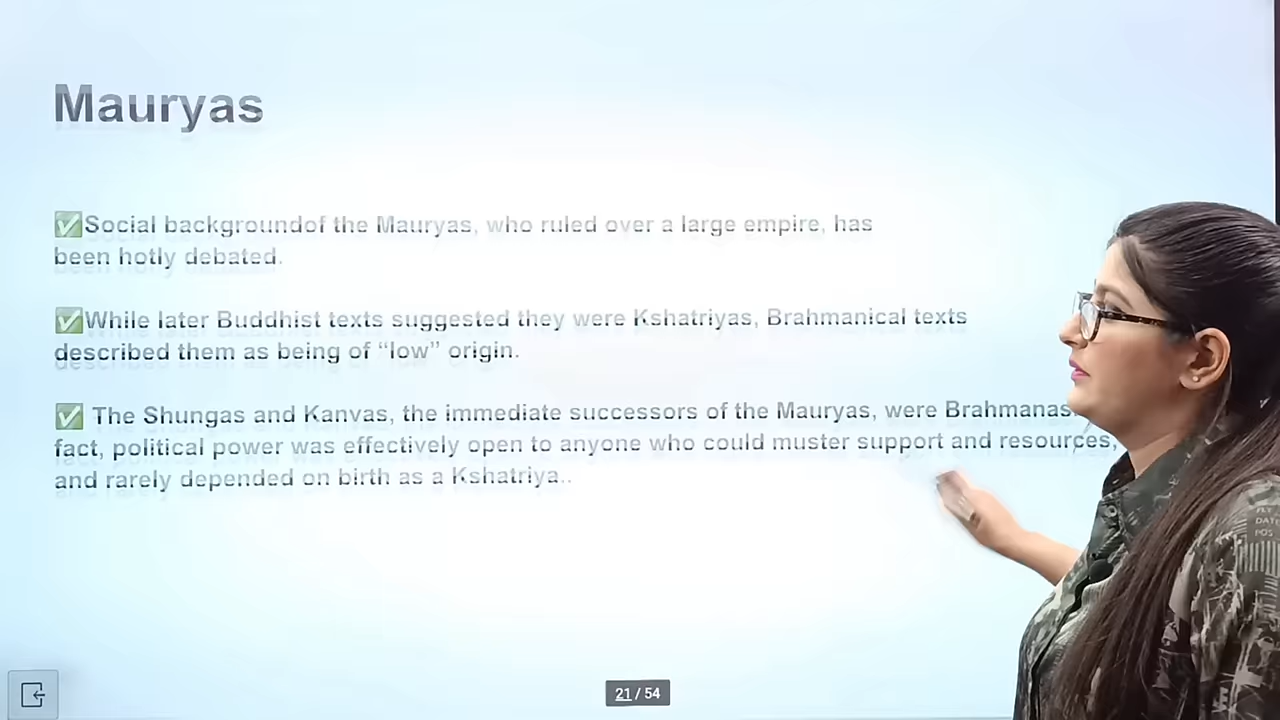 Mauryas
✅Social backgroundof the Mauryas, who ruled over a large empire, has
been hotly debated.
✅While later Buddhist texts suggested they were Kshatriyas, Brahmanical texts
described them as being of “low” origin.
✅ The Shungas and Kanvas, the immediate successors of the Mauryas, were Brahmanas.
fact, political power was effectively open to anyone who could muster support and resources,
and rarely depended on birth as a Kshatriya..
21 / 54
DAT
POS